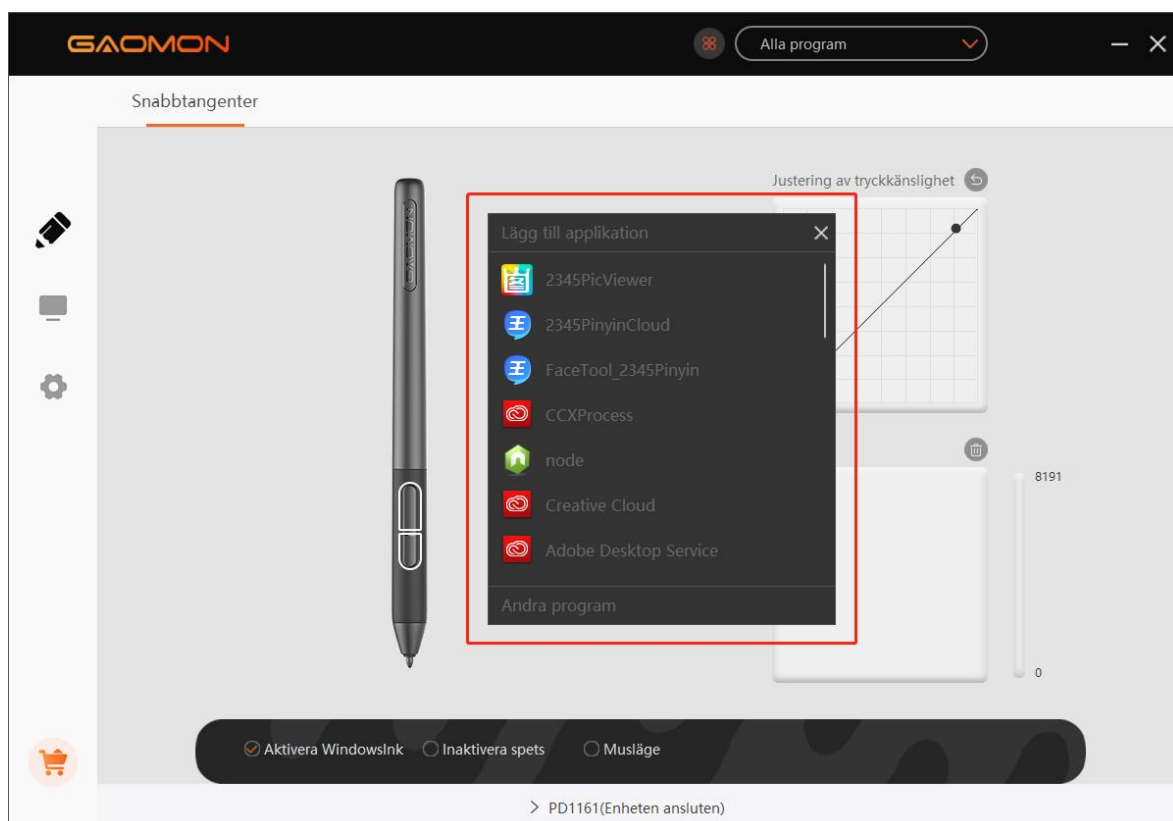 GAOMON
Alla program
Snabbtangenter
Justering av tryckkänslighet
GAOMON
Lägg till applikation
2345PicViewer
2345PinyinCloud
FaceTool_2345Pinyin
CCXProcess
node
Creative Cloud
Adobe Desktop Service
Andra program
8191
0
Aktivera WindowsInk
Inaktivera spets
Musläge
PD1161(Enheten ansluten)